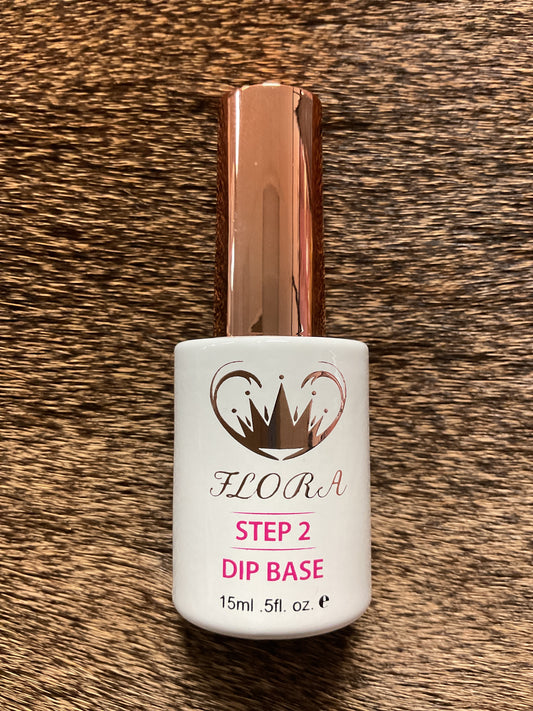 FLORA
STEP 2
DIP BASE
15ml .5fl. oz. ℮